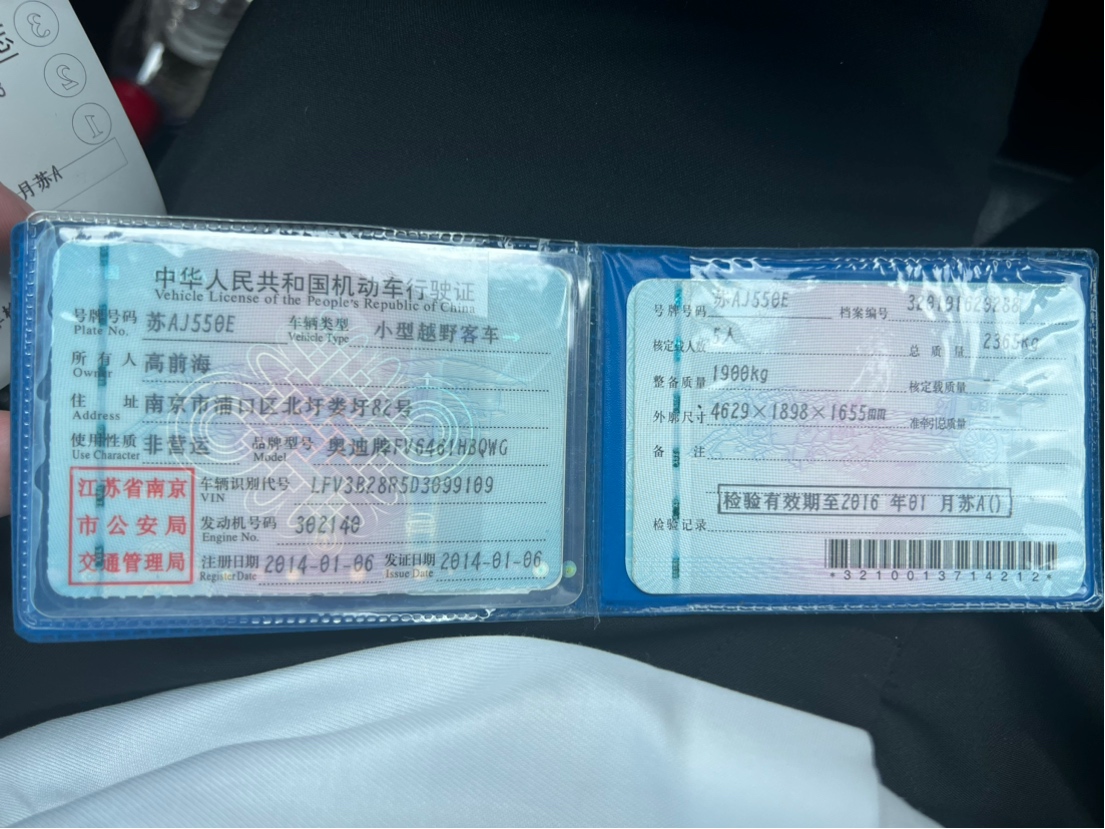 3
2
1
月苏A
中华人民共和国机动车行驶证
Vehicle License of the People's Republic of China
号牌号码 苏AJ550E 车辆类型 小型越野客车
Plate No. Vehicle Type
所有人 高前海
Owner
住址 南京市浦口区北圩娄圩82号
Address
使用性质 非营运 品牌型号 奥迪牌FV6461HBQWG
Use Character Model
江苏省南京
市公安局
交通管理局
车辆识别代号 LFV3B28R5D3099109
VIN
发动机号码 302140
Engine No.
注册日期 2014-01-06 发证日期 2014-01-06
Register Date Issue Date
号牌号码 苏AJ550E 档案编号
核定载人数 5人 总质量 2365kg
整备质量 1900kg 核定载质量 --
外廓尺寸 4629×1898×1655mm 准牵引总质量
备注
检验有效期至2016 年01 月苏A()
检验记录
*3210013714212*